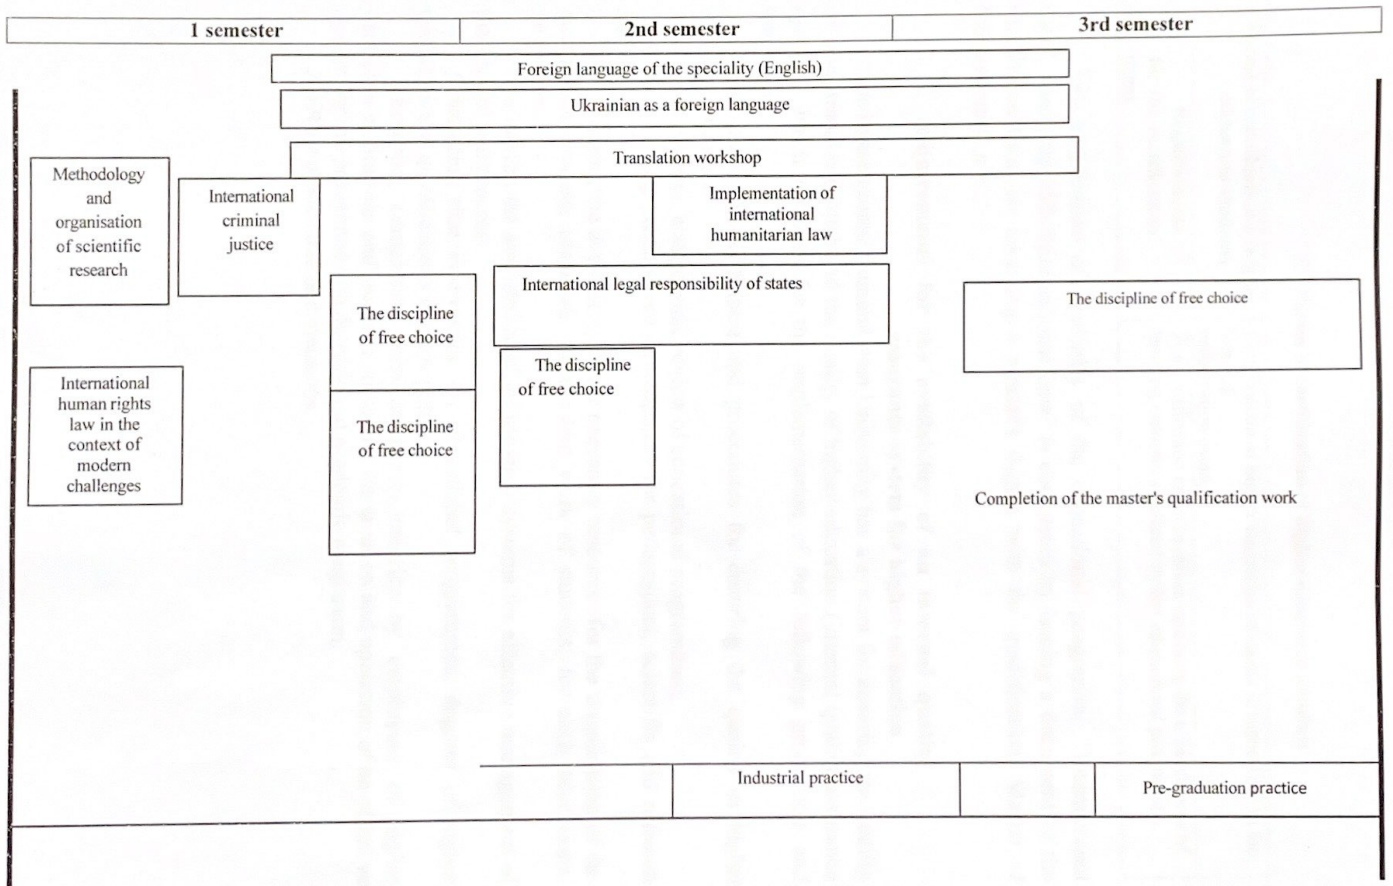 1 semester
2nd semester
3rd semester
Foreign language of the speciality (English)
Ukrainian as a foreign language
Translation workshop
Methodology
and
organisation
of scientific
research
International
criminal
justice
Implementation of
international
humanitarian law
The discipline
of free choice
International legal responsibility of states
The discipline of free choice
The discipline
of free choice
International
human rights
law in the
context of
modern
challenges
The discipline
of free choice
Completion of the master's qualification work
Industrial practice
Pre-graduation practice